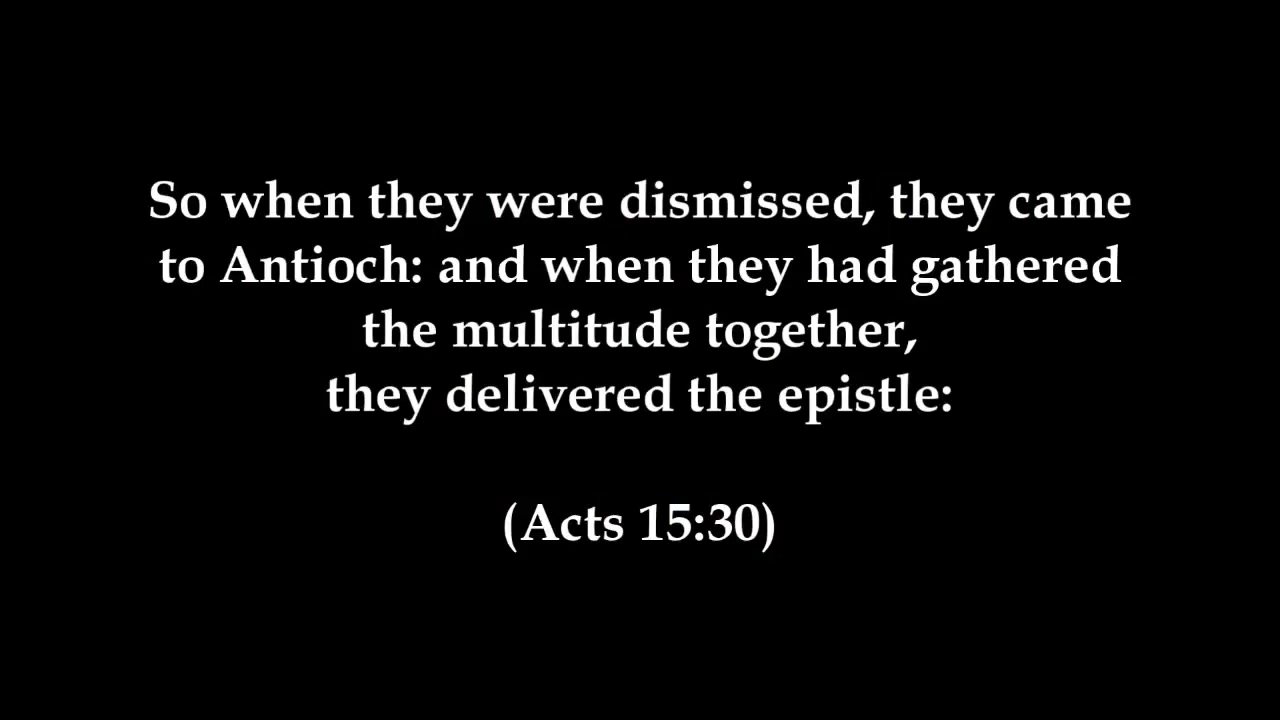 So when they were dismissed, they came
to Antioch: and when they had gathered
the multitude together,
they delivered the epistle:
(Acts 15:30)